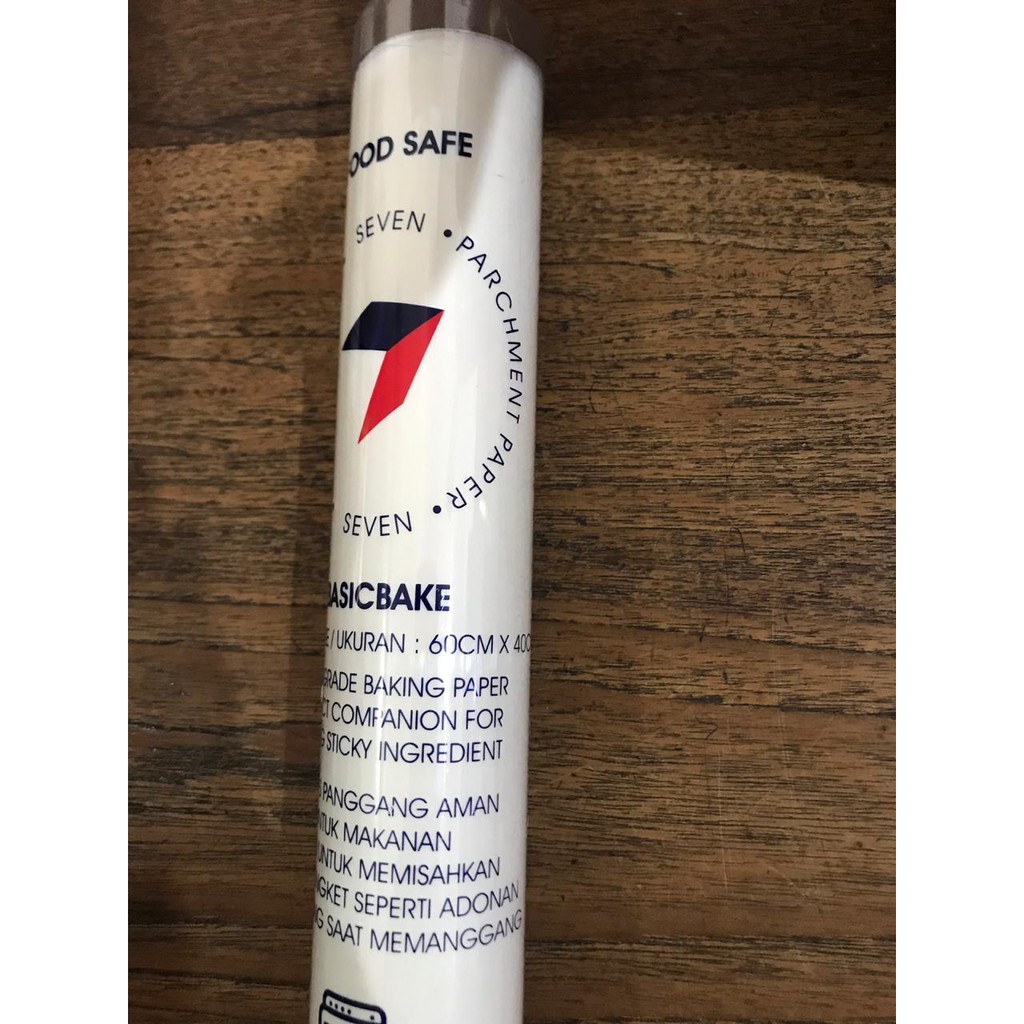 FOOD SAFE
SEVEN • PARCHMENT PAPER •
SEVEN
BASICBAKE
/ UKURAN : 60CM X
GRADE BAKING PAPER
COMPANION FOR
STICKY INGREDIENT
PANGGANG AMAN
UNTUK MAKANAN
UNTUK MEMISAHKAN
SEPERTI ADONAN
SAAT MEMANGGANG